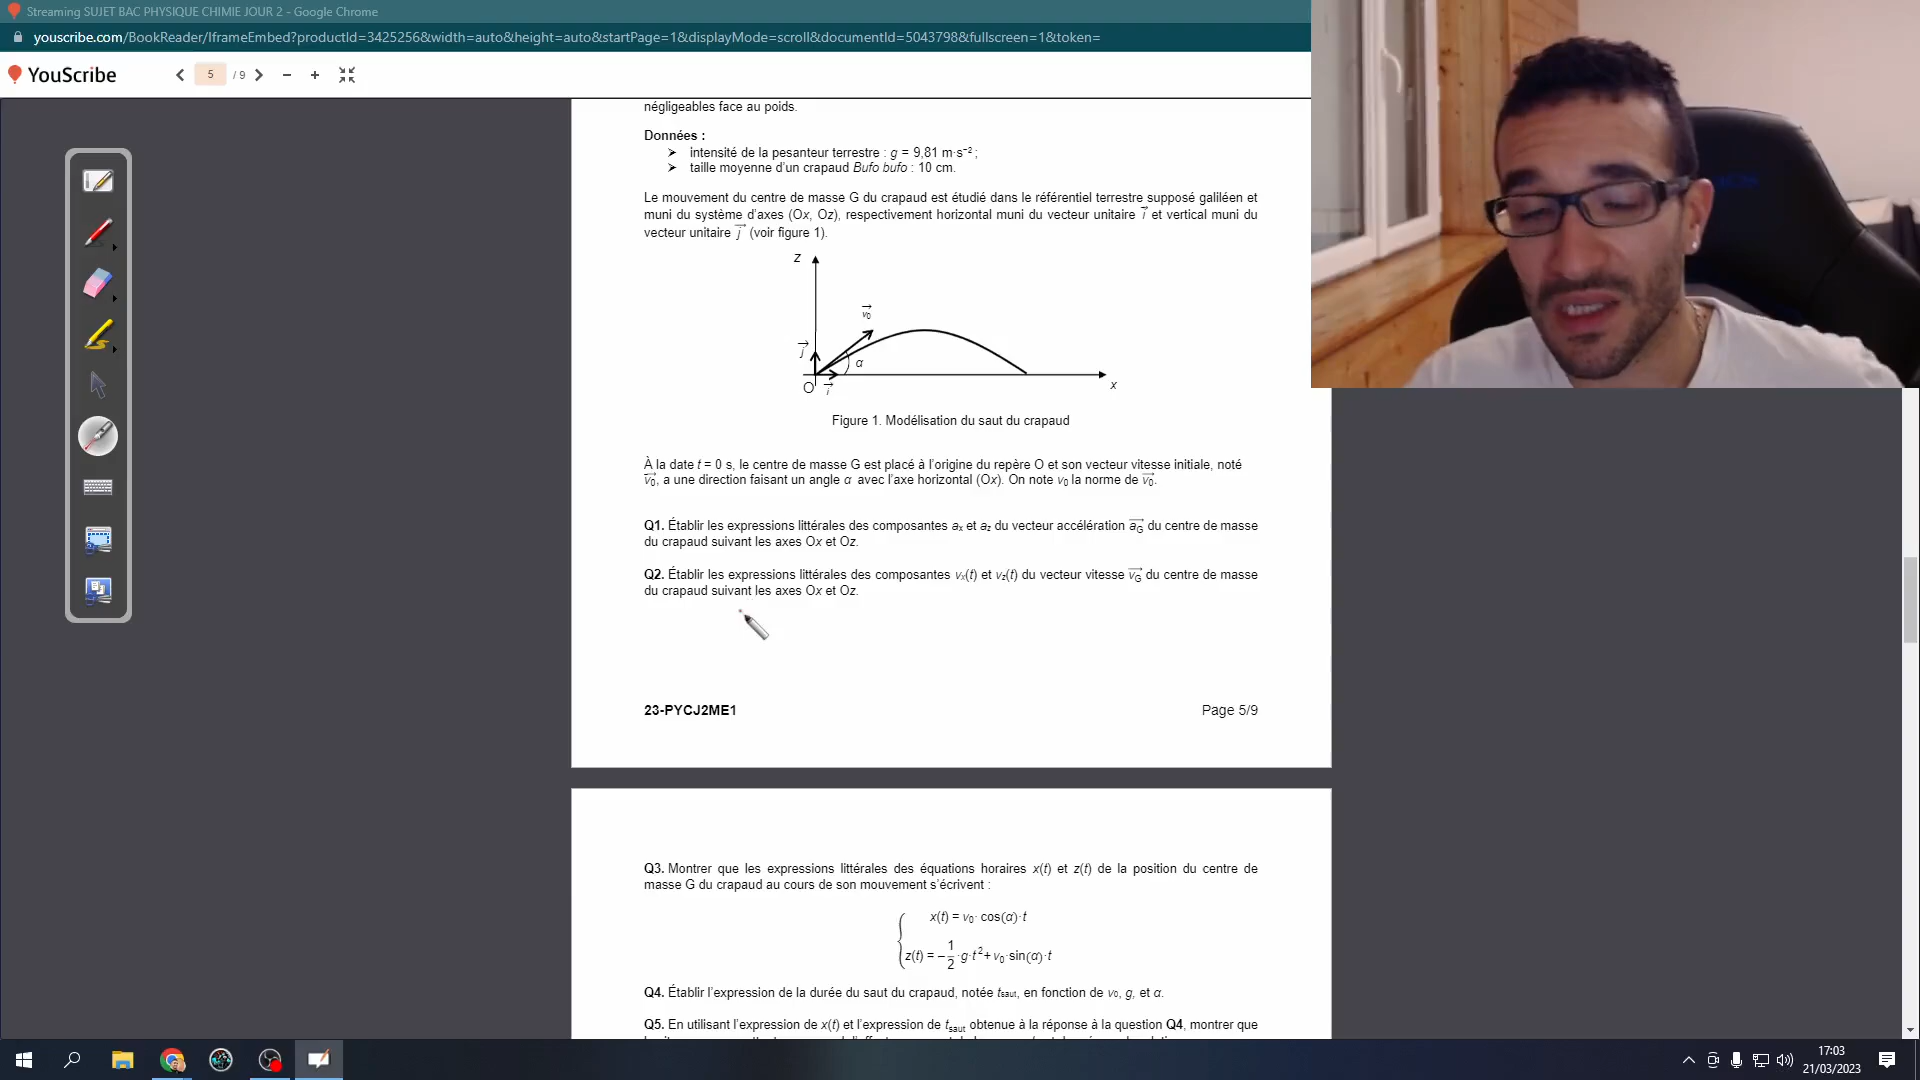 Streaming SUJET BAC PHYSIQUE CHIMIE JOUR 2 - Google Chrome
youscribe.com/BookReader/IframeEmbed?productId=3425256&width=auto&height=auto&startPage=1&displayMode=scroll&documentId=5043798&fullscreen=1&token=
YouScribe
5 / 9
négligeables face au poids.
Données :
➢ intensité de la pesanteur terrestre : g = 9,81 m·s⁻² ;
➢ taille moyenne d'un crapaud Bufo bufo : 10 cm.
Le mouvement du centre de masse G du crapaud est étudié dans le référentiel terrestre supposé galiléen et
muni du système d'axes (Ox, Oz), respectivement horizontal muni du vecteur unitaire i⃗ et vertical muni du
vecteur unitaire j⃗ (voir figure 1).
z
v₀⃗
j⃗
α
O
i⃗
x
Figure 1. Modélisation du saut du crapaud
À la date t = 0 s, le centre de masse G est placé à l'origine du repère O et son vecteur vitesse initiale, noté
v₀⃗, a une direction faisant un angle α avec l'axe horizontal (Ox). On note v₀ la norme de v₀⃗.
Q1. Établir les expressions littérales des composantes aₓ et a_z du vecteur accélération a_G⃗ du centre de masse
du crapaud suivant les axes Ox et Oz.
Q2. Établir les expressions littérales des composantes vₓ(t) et v_z(t) du vecteur vitesse v_G⃗ du centre de masse
du crapaud suivant les axes Ox et Oz.
23-PYCJ2ME1 Page 5/9
Q3. Montrer que les expressions littérales des équations horaires x(t) et z(t) de la position du centre de
masse G du crapaud au cours de son mouvement s'écrivent :
x(t) = v₀· cos(α)·t
z(t) = −1/2·g·t²+ v₀·sin(α)·t
Q4. Établir l'expression de la durée du saut du crapaud, notée t_saut, en fonction de v₀, g, et α.
Q5. En utilisant l'expression de x(t) et l'expression de t_saut obtenue à la réponse à la question Q4, montrer que
17:03
21/03/2023